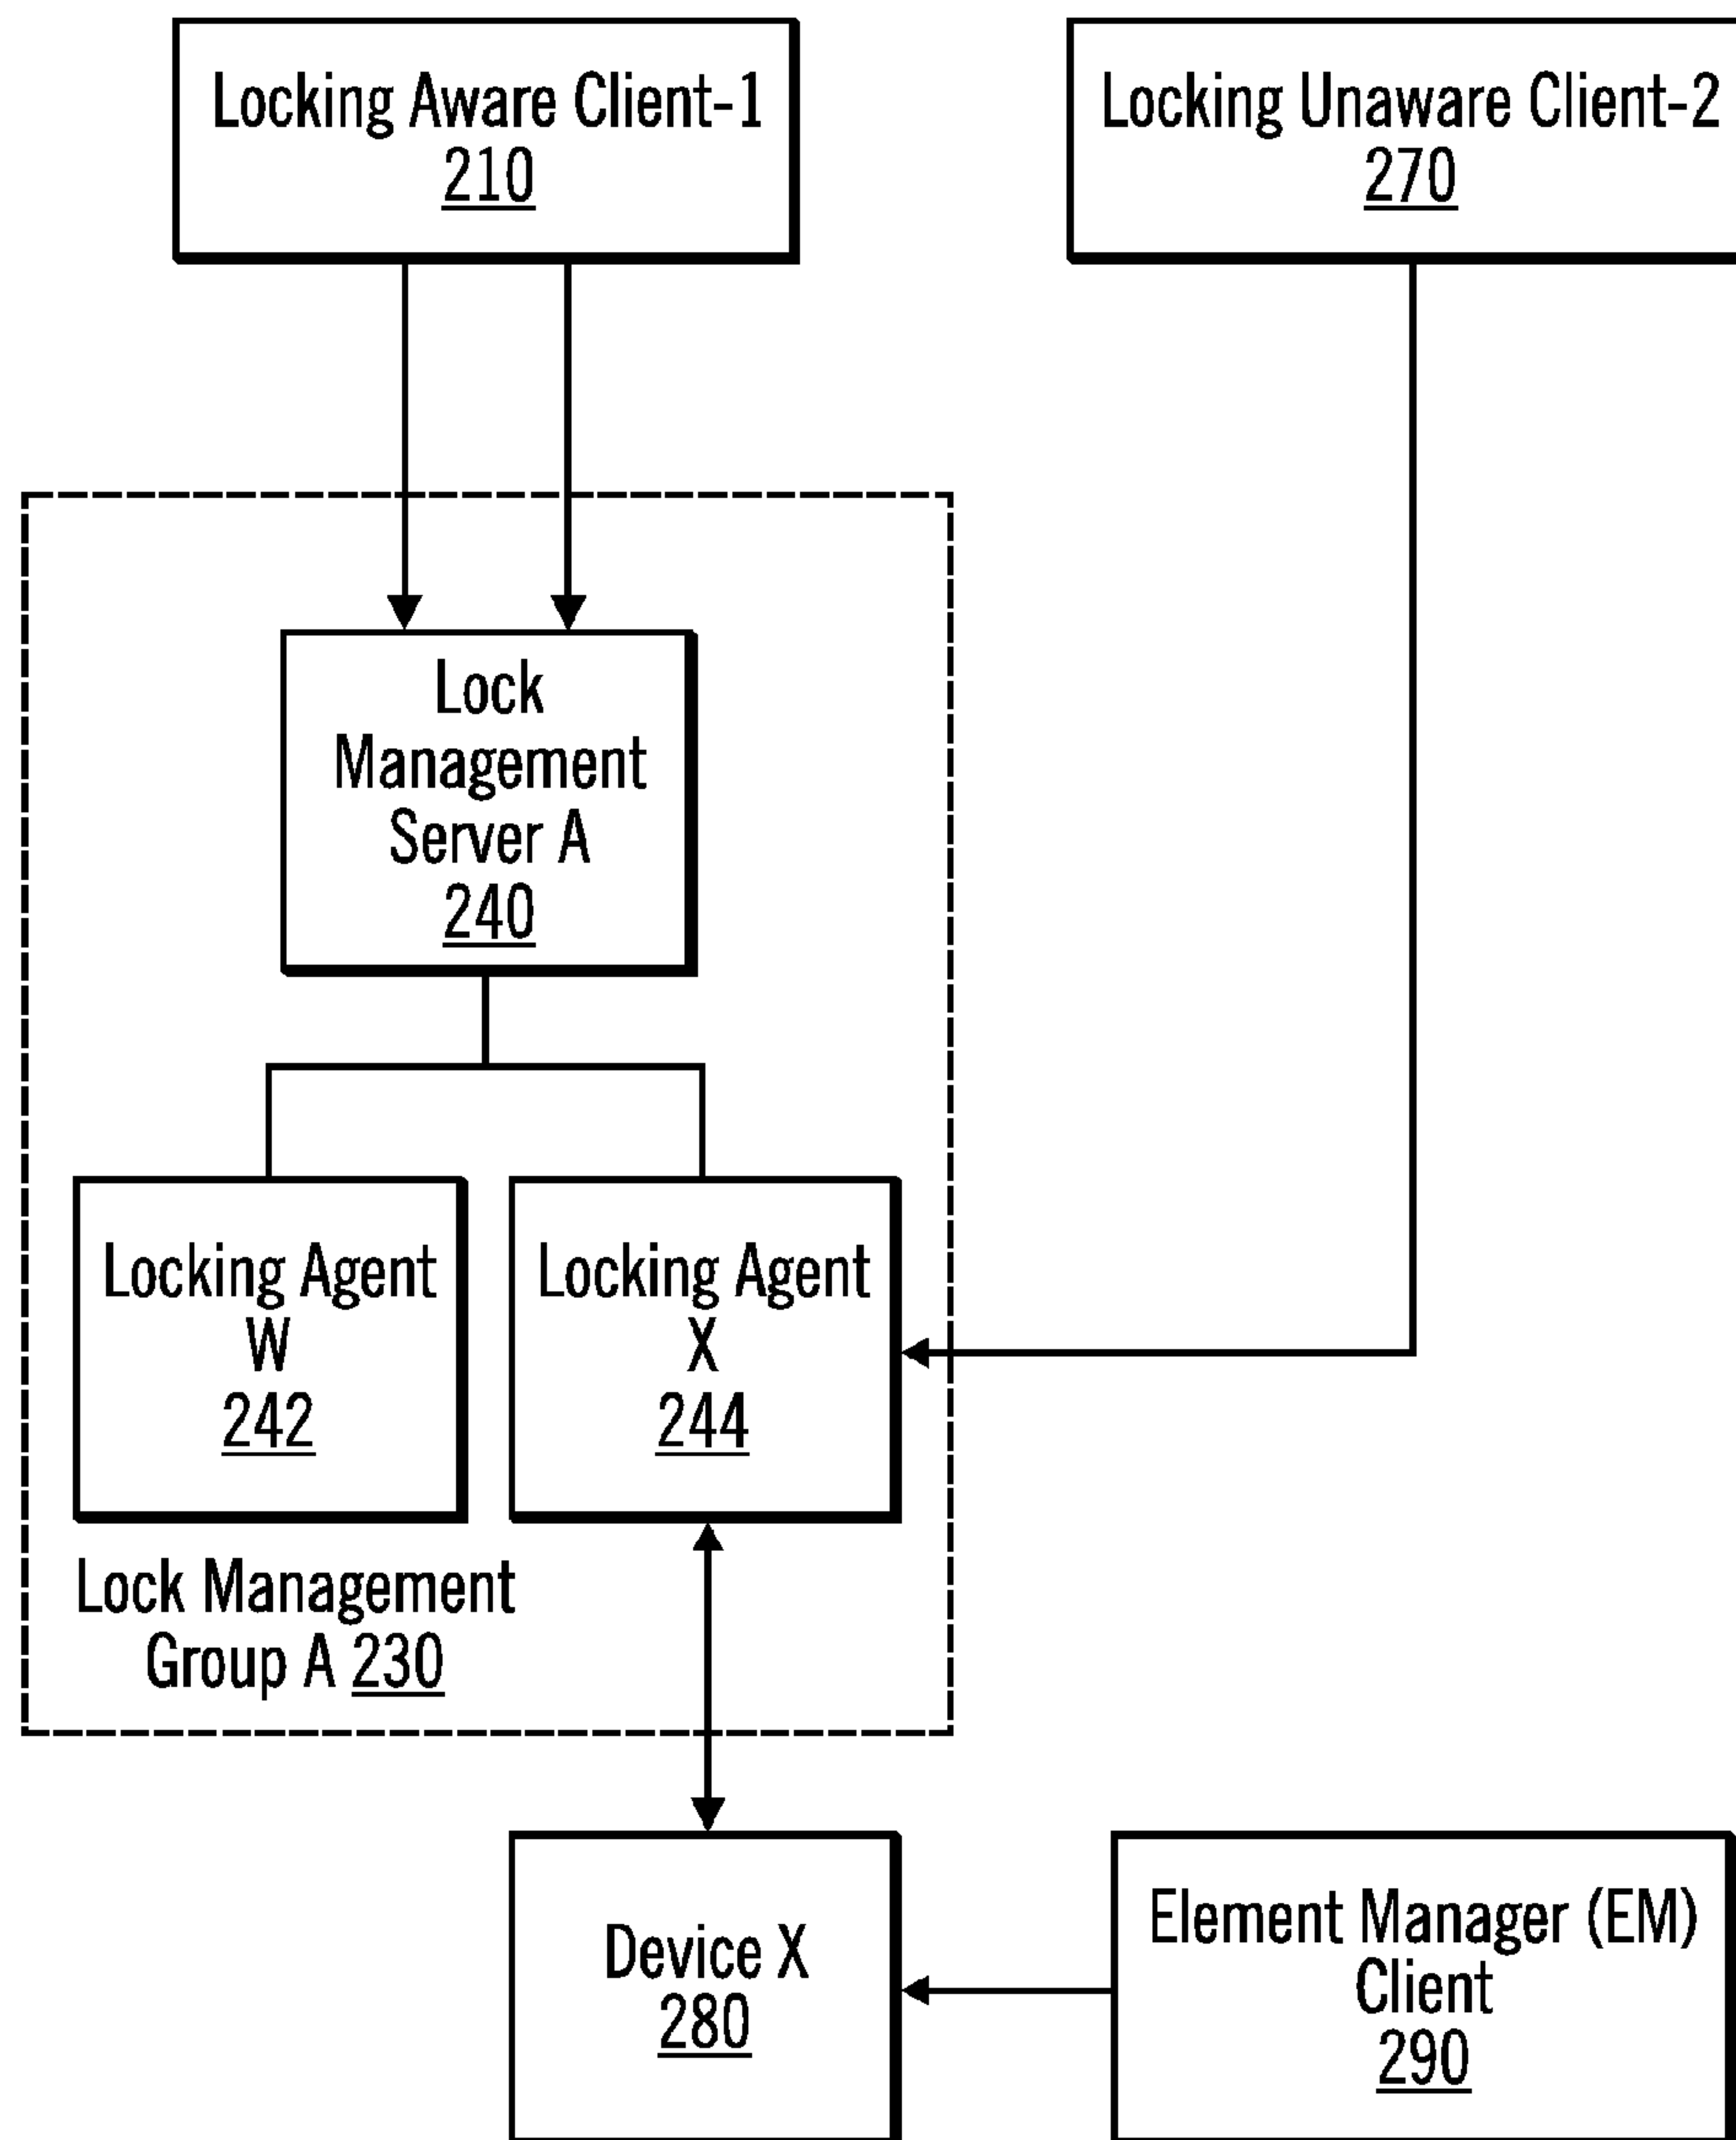 Locking Aware Client-1
210
Locking Unaware Client-2
270
Lock
Management
Server A
240
Locking Agent
W
242
Locking Agent
X
244
Lock Management
Group A 230
Device X
280
Element Manager (EM)
Client
290